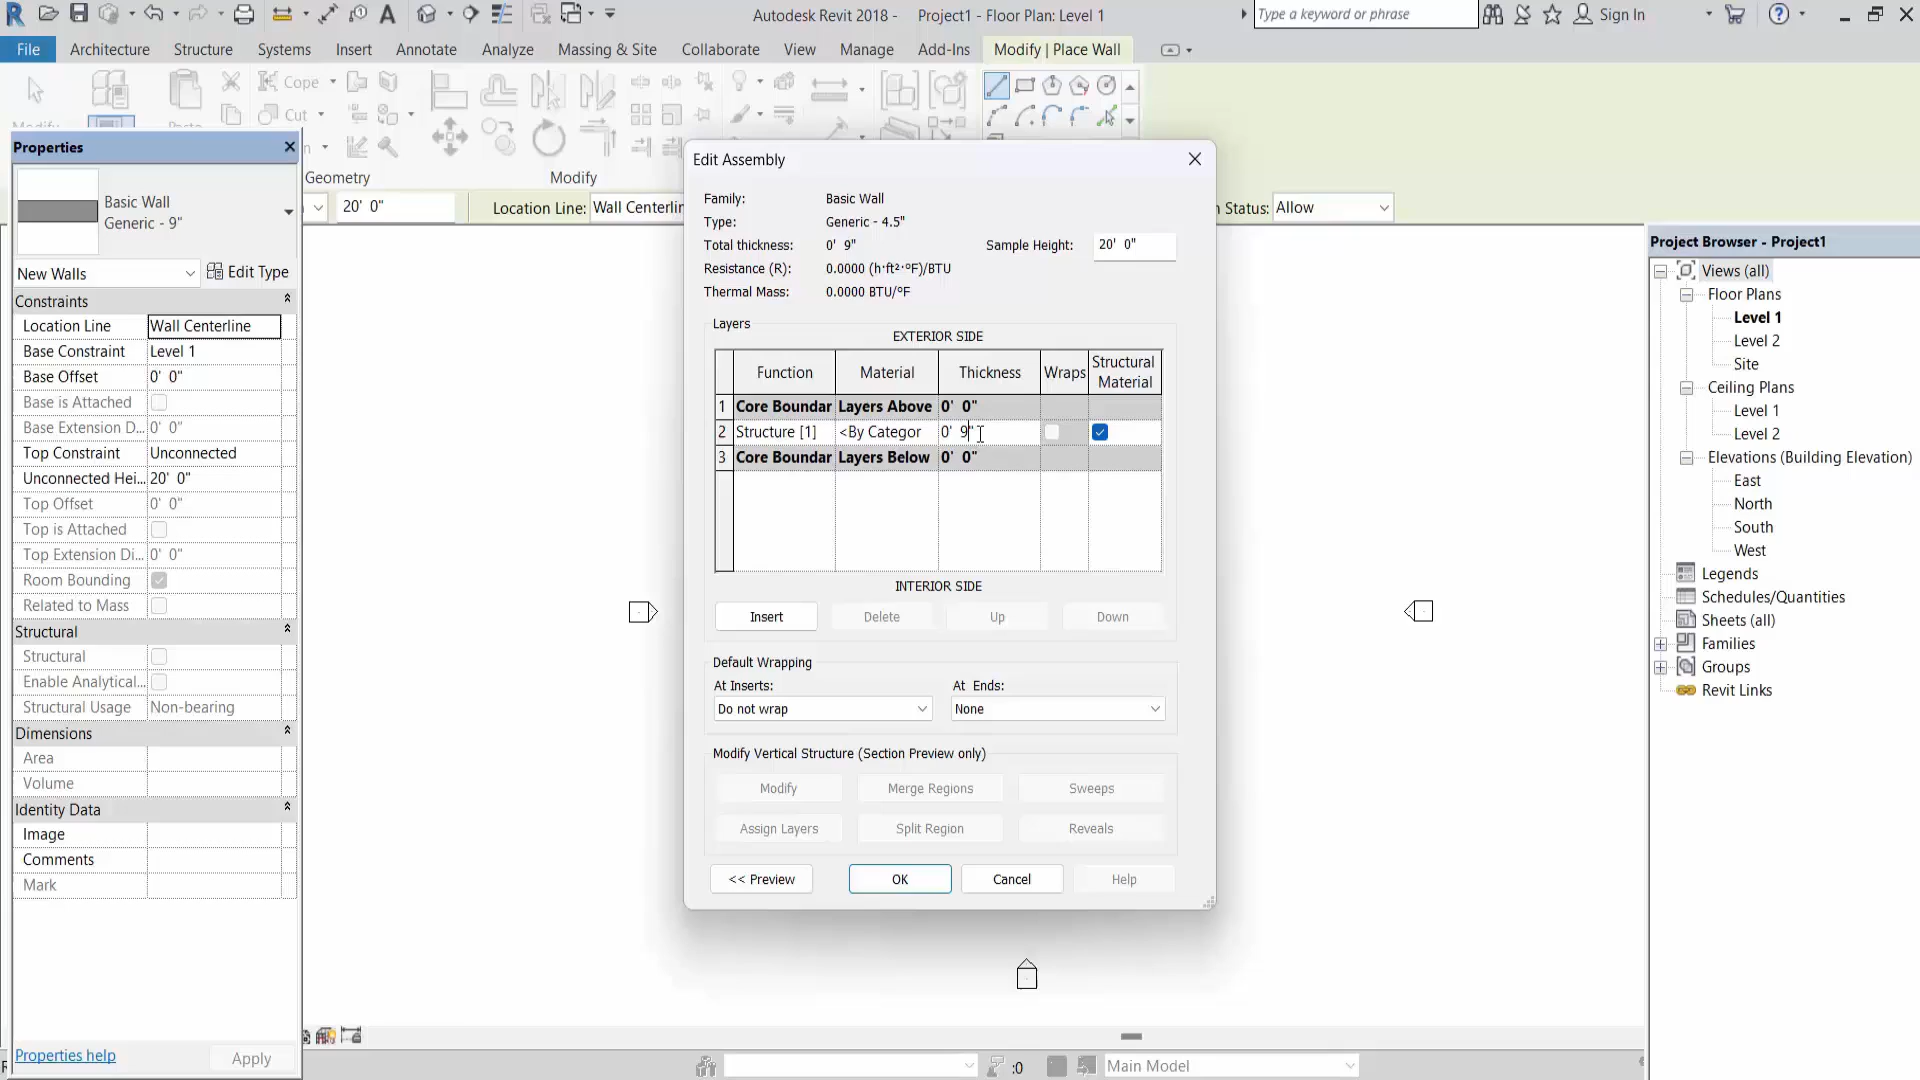 Autodesk Revit 2018 - Project1 - Floor Plan: Level 1
Type a keyword or phrase
Sign In
File Architecture Structure Systems Insert Annotate Analyze Massing & Site Collaborate View Manage Add-Ins Modify | Place Wall
Cope
Cut
Geometry
Modify
20' 0"
Location Line: Wall Centerlin
n Status: Allow
Properties
Basic Wall
Generic - 9"
New Walls
Edit Type
Constraints
Location Line Wall Centerline
Base Constraint Level 1
Base Offset 0' 0"
Base is Attached
Base Extension D... 0' 0"
Top Constraint Unconnected
Unconnected Hei... 20' 0"
Top Offset 0' 0"
Top is Attached
Top Extension Di... 0' 0"
Room Bounding
Related to Mass
Structural
Structural
Enable Analytical...
Structural Usage Non-bearing
Dimensions
Area
Volume
Identity Data
Image
Comments
Mark
Properties help
Apply
Edit Assembly
Family: Basic Wall
Type: Generic - 4.5"
Total thickness: 0' 9"
Sample Height: 20' 0"
Resistance (R): 0.0000 (h·ft²·°F)/BTU
Thermal Mass: 0.0000 BTU/°F
Layers
EXTERIOR SIDE
Function Material Thickness Wraps Structural Material
1 Core Boundar Layers Above 0' 0"
2 Structure [1] <By Categor 0' 9"
3 Core Boundar Layers Below 0' 0"
INTERIOR SIDE
Insert Delete Up Down
Default Wrapping
At Inserts: At Ends:
Do not wrap None
Modify Vertical Structure (Section Preview only)
Modify Merge Regions Sweeps
Assign Layers Split Region Reveals
<< Preview OK Cancel Help
Project Browser - Project1
Views (all)
Floor Plans
Level 1
Level 2
Site
Ceiling Plans
Level 1
Level 2
Elevations (Building Elevation)
East
North
South
West
Legends
Schedules/Quantities
Sheets (all)
Families
Groups
Revit Links
:0
Main Model